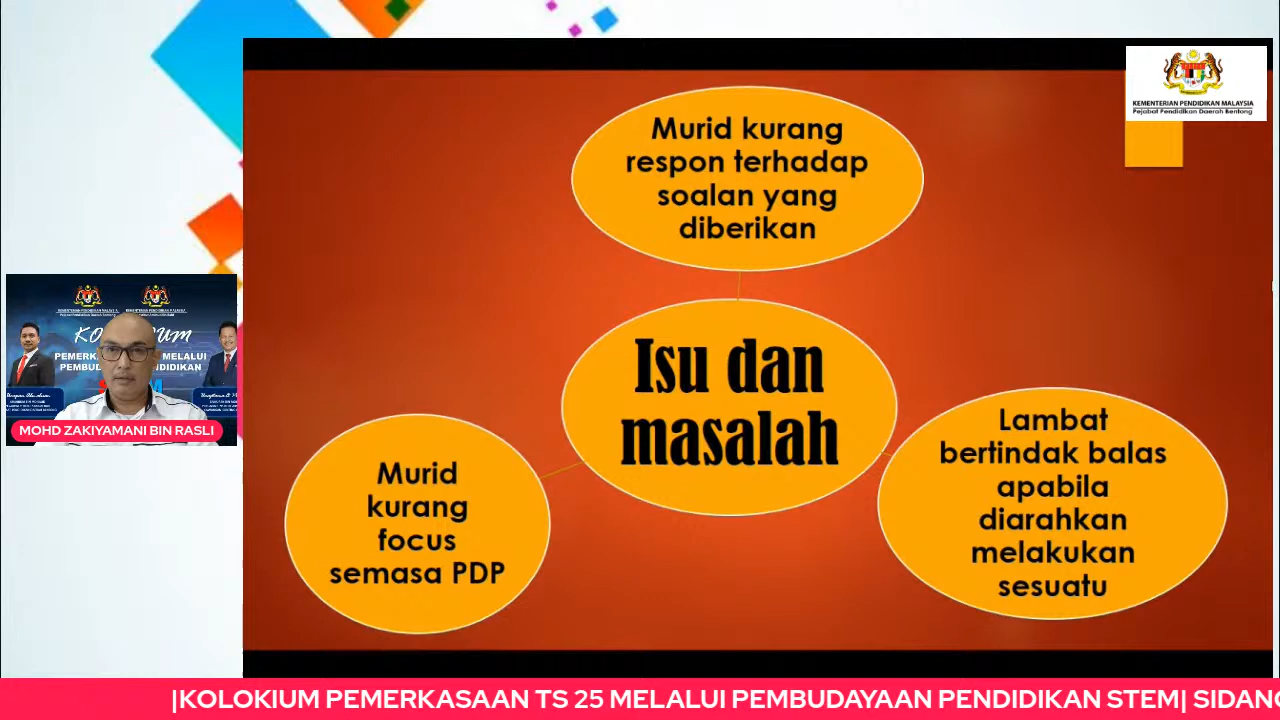 KEMENTERIAN PENDIDIKAN MALAYSIA
Pejabat Pendidikan Daerah Bentong
Murid kurang
respon terhadap
soalan yang
diberikan
Isu dan
masalah
Lambat
bertindak balas
apabila
diarahkan
melakukan
sesuatu
Murid
kurang
focus
semasa PDP
MELALUI
MOHD ZAKIYAMANI BIN RASLI
|KOLOKIUM PEMERKASAAN TS 25 MELALUI PEMBUDAYAAN PENDIDIKAN STEM| SIDANG